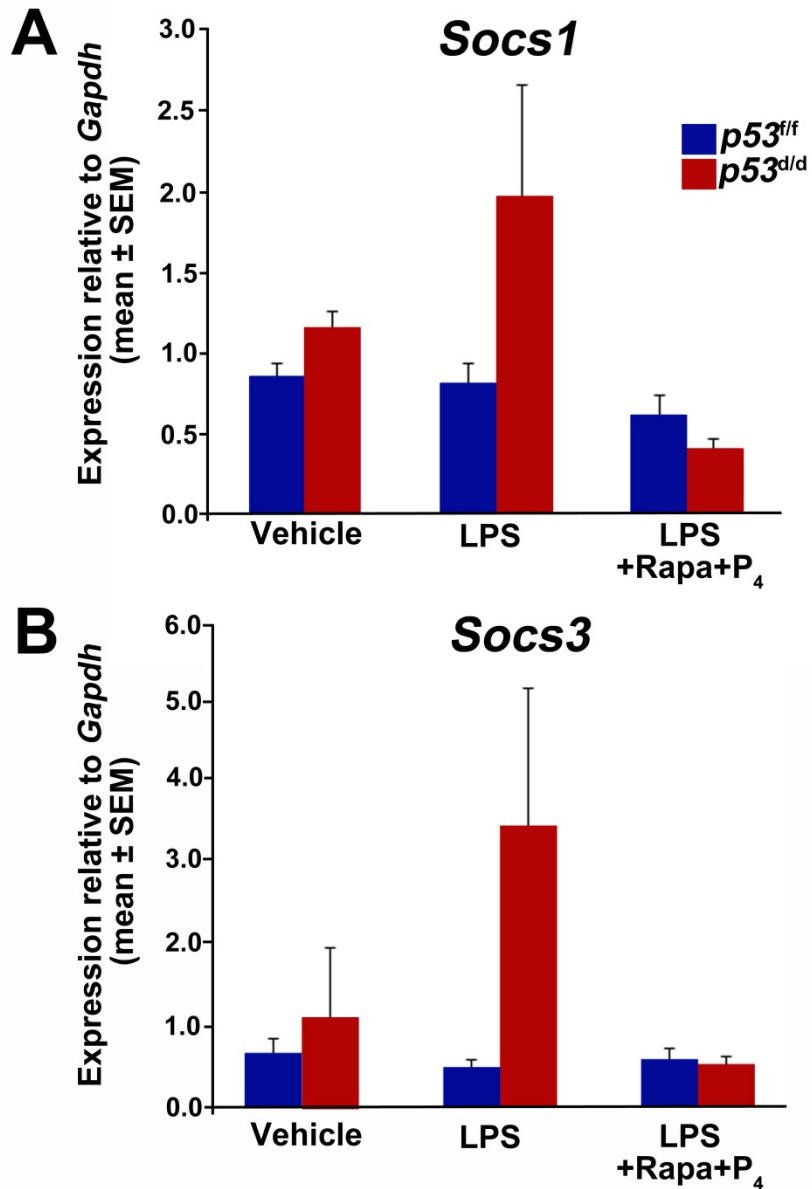 A
Socs1
Expression relative to Gapdh
(mean ± SEM)
3.0
2.5
2.0
1.5
1.0
0.5
0.0
p53f/f
p53d/d
Vehicle
LPS
LPS
+Rapa+P4
B
Socs3
Expression relative to Gapdh
(mean ± SEM)
6.0
5.0
4.0
3.0
2.0
1.0
0.0
Vehicle
LPS
LPS
+Rapa+P4